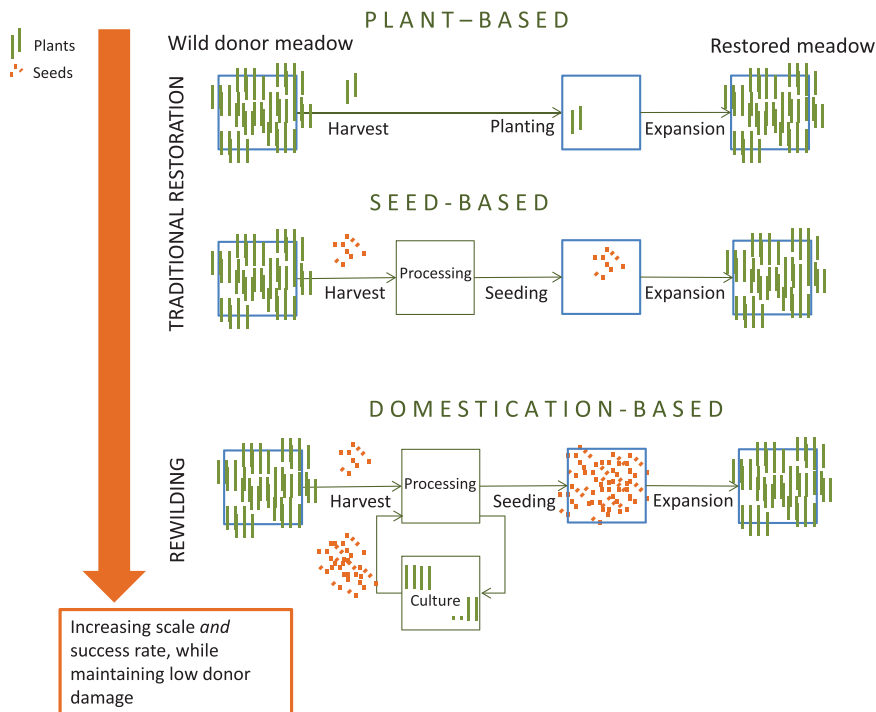 PLANT–BASED
Plants
Seeds
Wild donor meadow
Restored meadow
Harvest
Planting
Expansion
TRADITIONAL RESTORATION
SEED-BASED
Processing
Harvest
Seeding
Expansion
DOMESTICATION-BASED
REWILDING
Processing
Harvest
Seeding
Expansion
Culture
Increasing scale and
success rate, while
maintaining low donor
damage